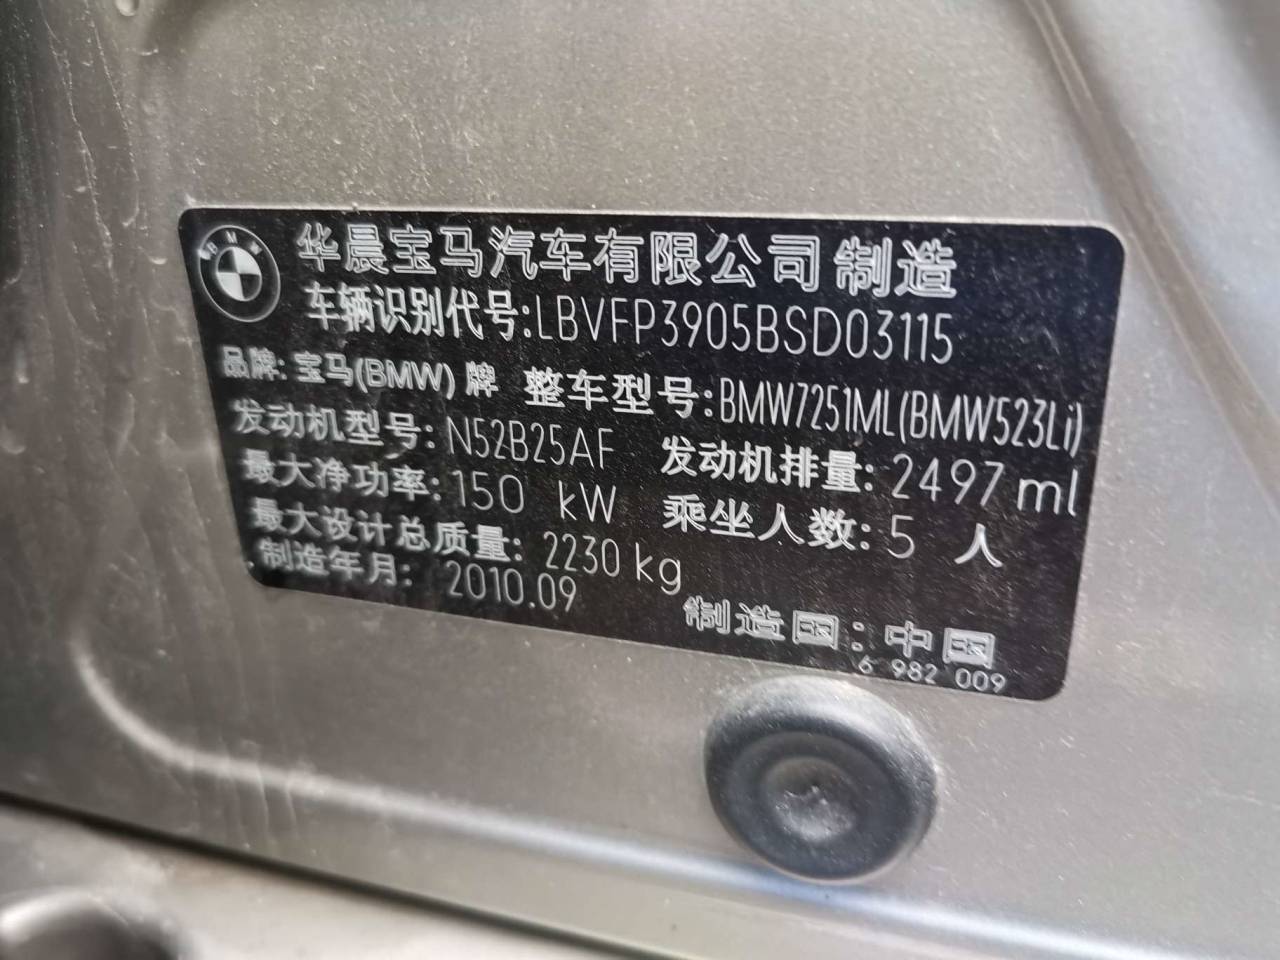 BMW
华晨宝马汽车有限公司 制造
车辆识别代号:LBVFP3905BSD03115
品牌: 宝马(BMW) 牌 整车型号:BMW7251ML(BMW523Li)
发动机型号: N52B25AF 发动机排量: 2497 ml
最大净功率: 150 kW 乘坐人数: 5 人
最大设计总质量: 2230 kg
制造年月: 2010.09
制造国: 中国
6 982 009